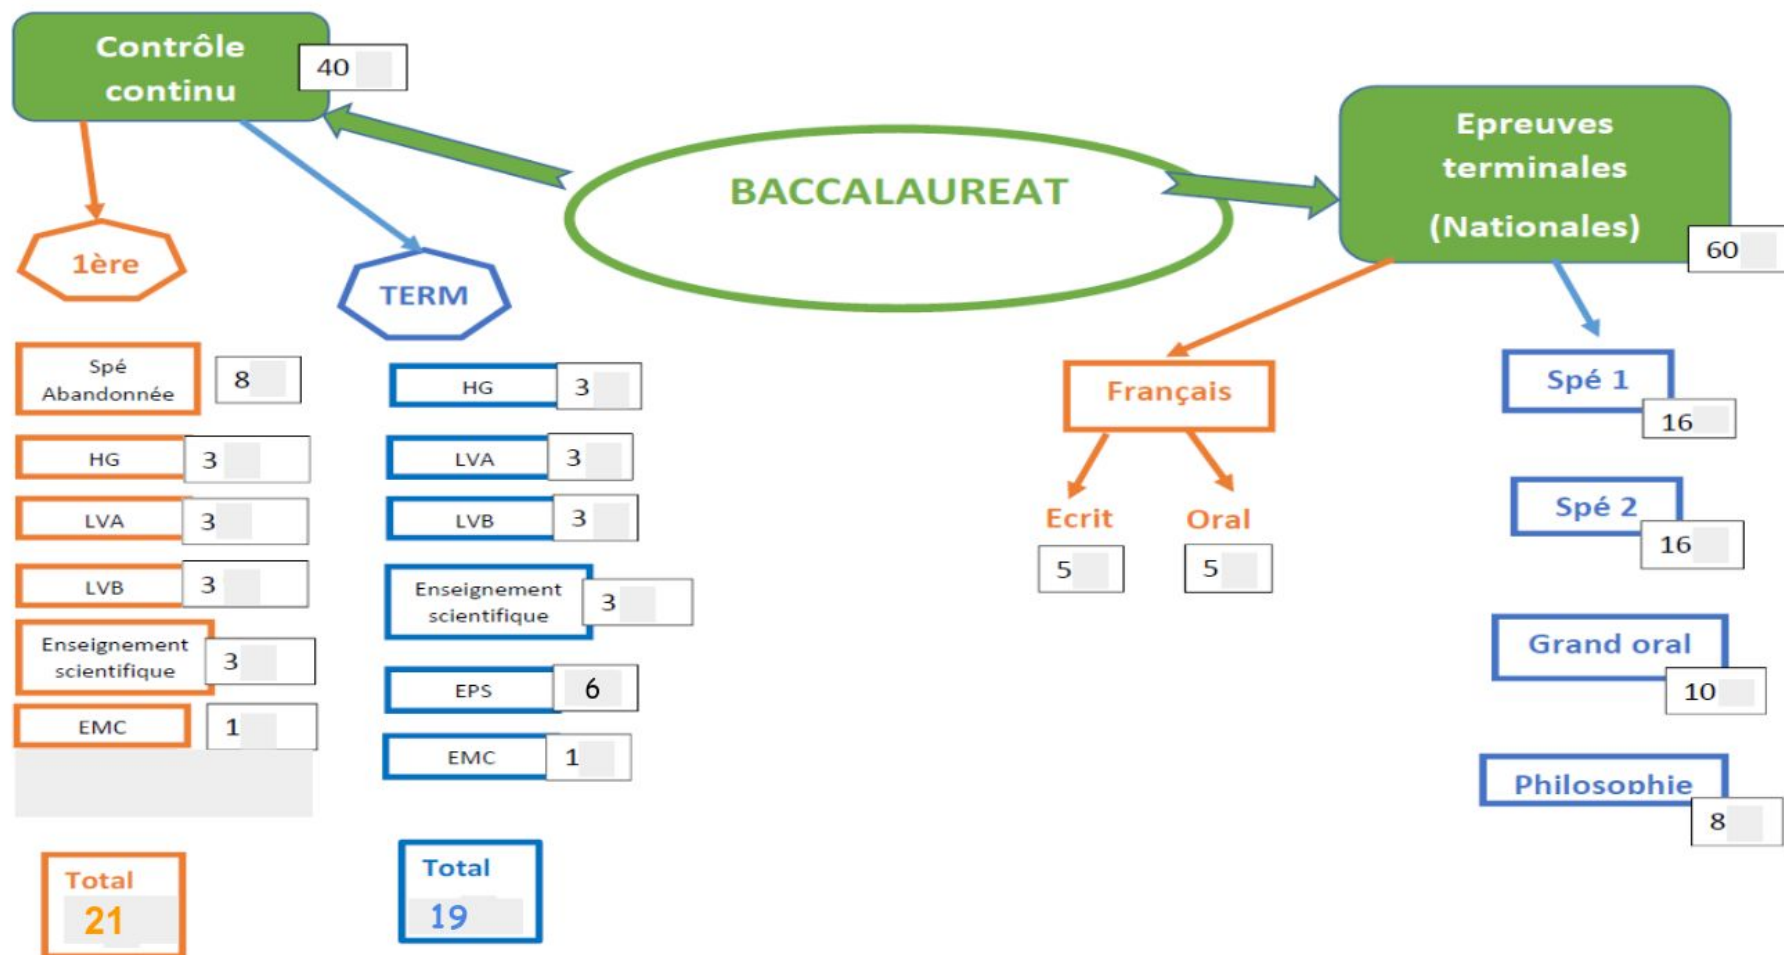 Contrôle
continu
40
BACCALAUREAT
Epreuves
terminales
(Nationales)
60
1ère
TERM
Spé
Abandonnée
8
HG
3
LVA
3
LVB
3
Enseignement
scientifique
3
EMC
1
Total
21
HG
3
LVA
3
LVB
3
Enseignement
scientifique
3
EPS
6
EMC
1
Total
19
Français
Ecrit
5
Oral
5
Spé 1
16
Spé 2
16
Grand oral
10
Philosophie
8